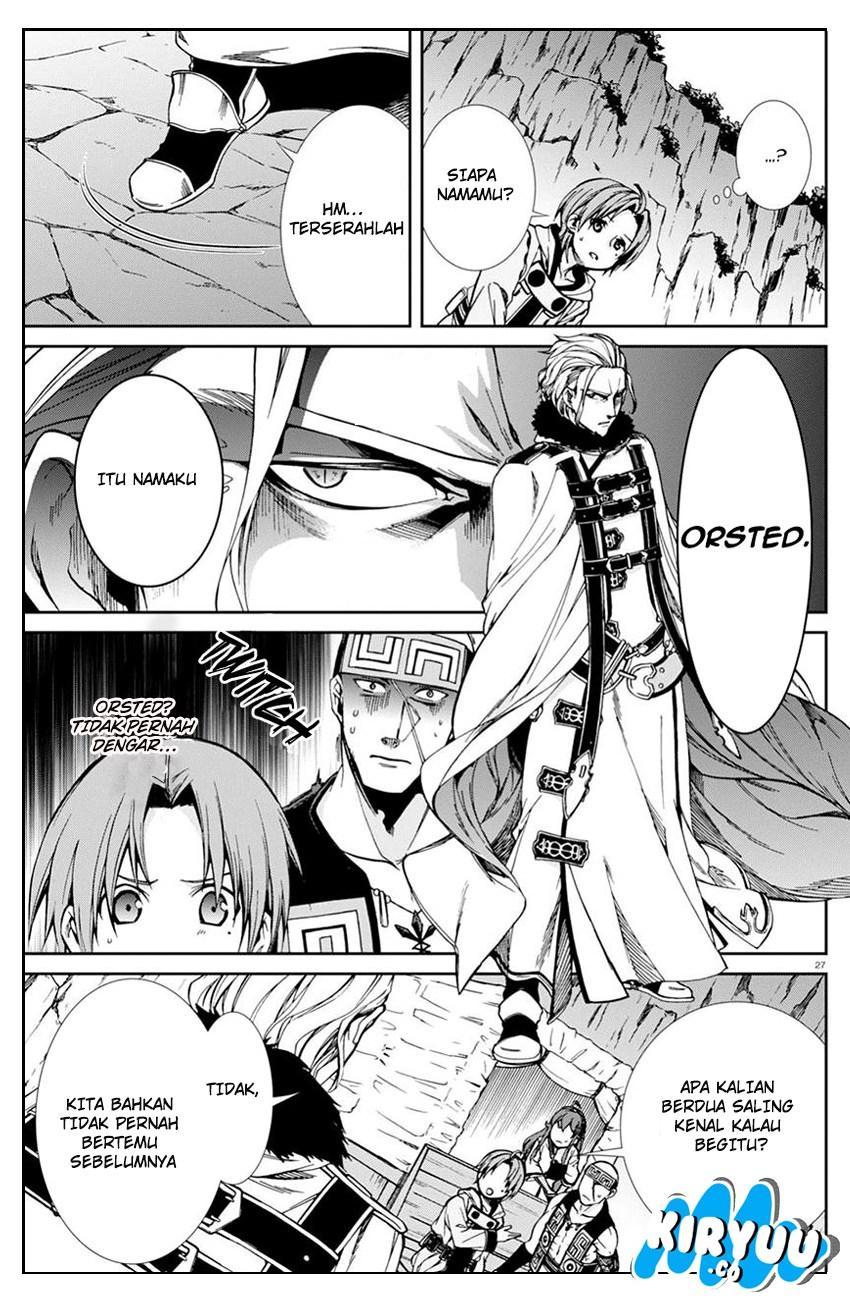 ...?
SIAPA
NAMAMU?
HM...
TERSERAHLAH
ORSTED.
ITU NAMAKU
TWITCH
ORSTED?
TIDAK PERNAH
DENGAR...
27
APA KALIAN
BERDUA SALING
KENAL KALAU
BEGITU?
TIDAK,
KITA BAHKAN
TIDAK PERNAH
BERTEMU
SEBELUMNYA
KIRYUU
.CO